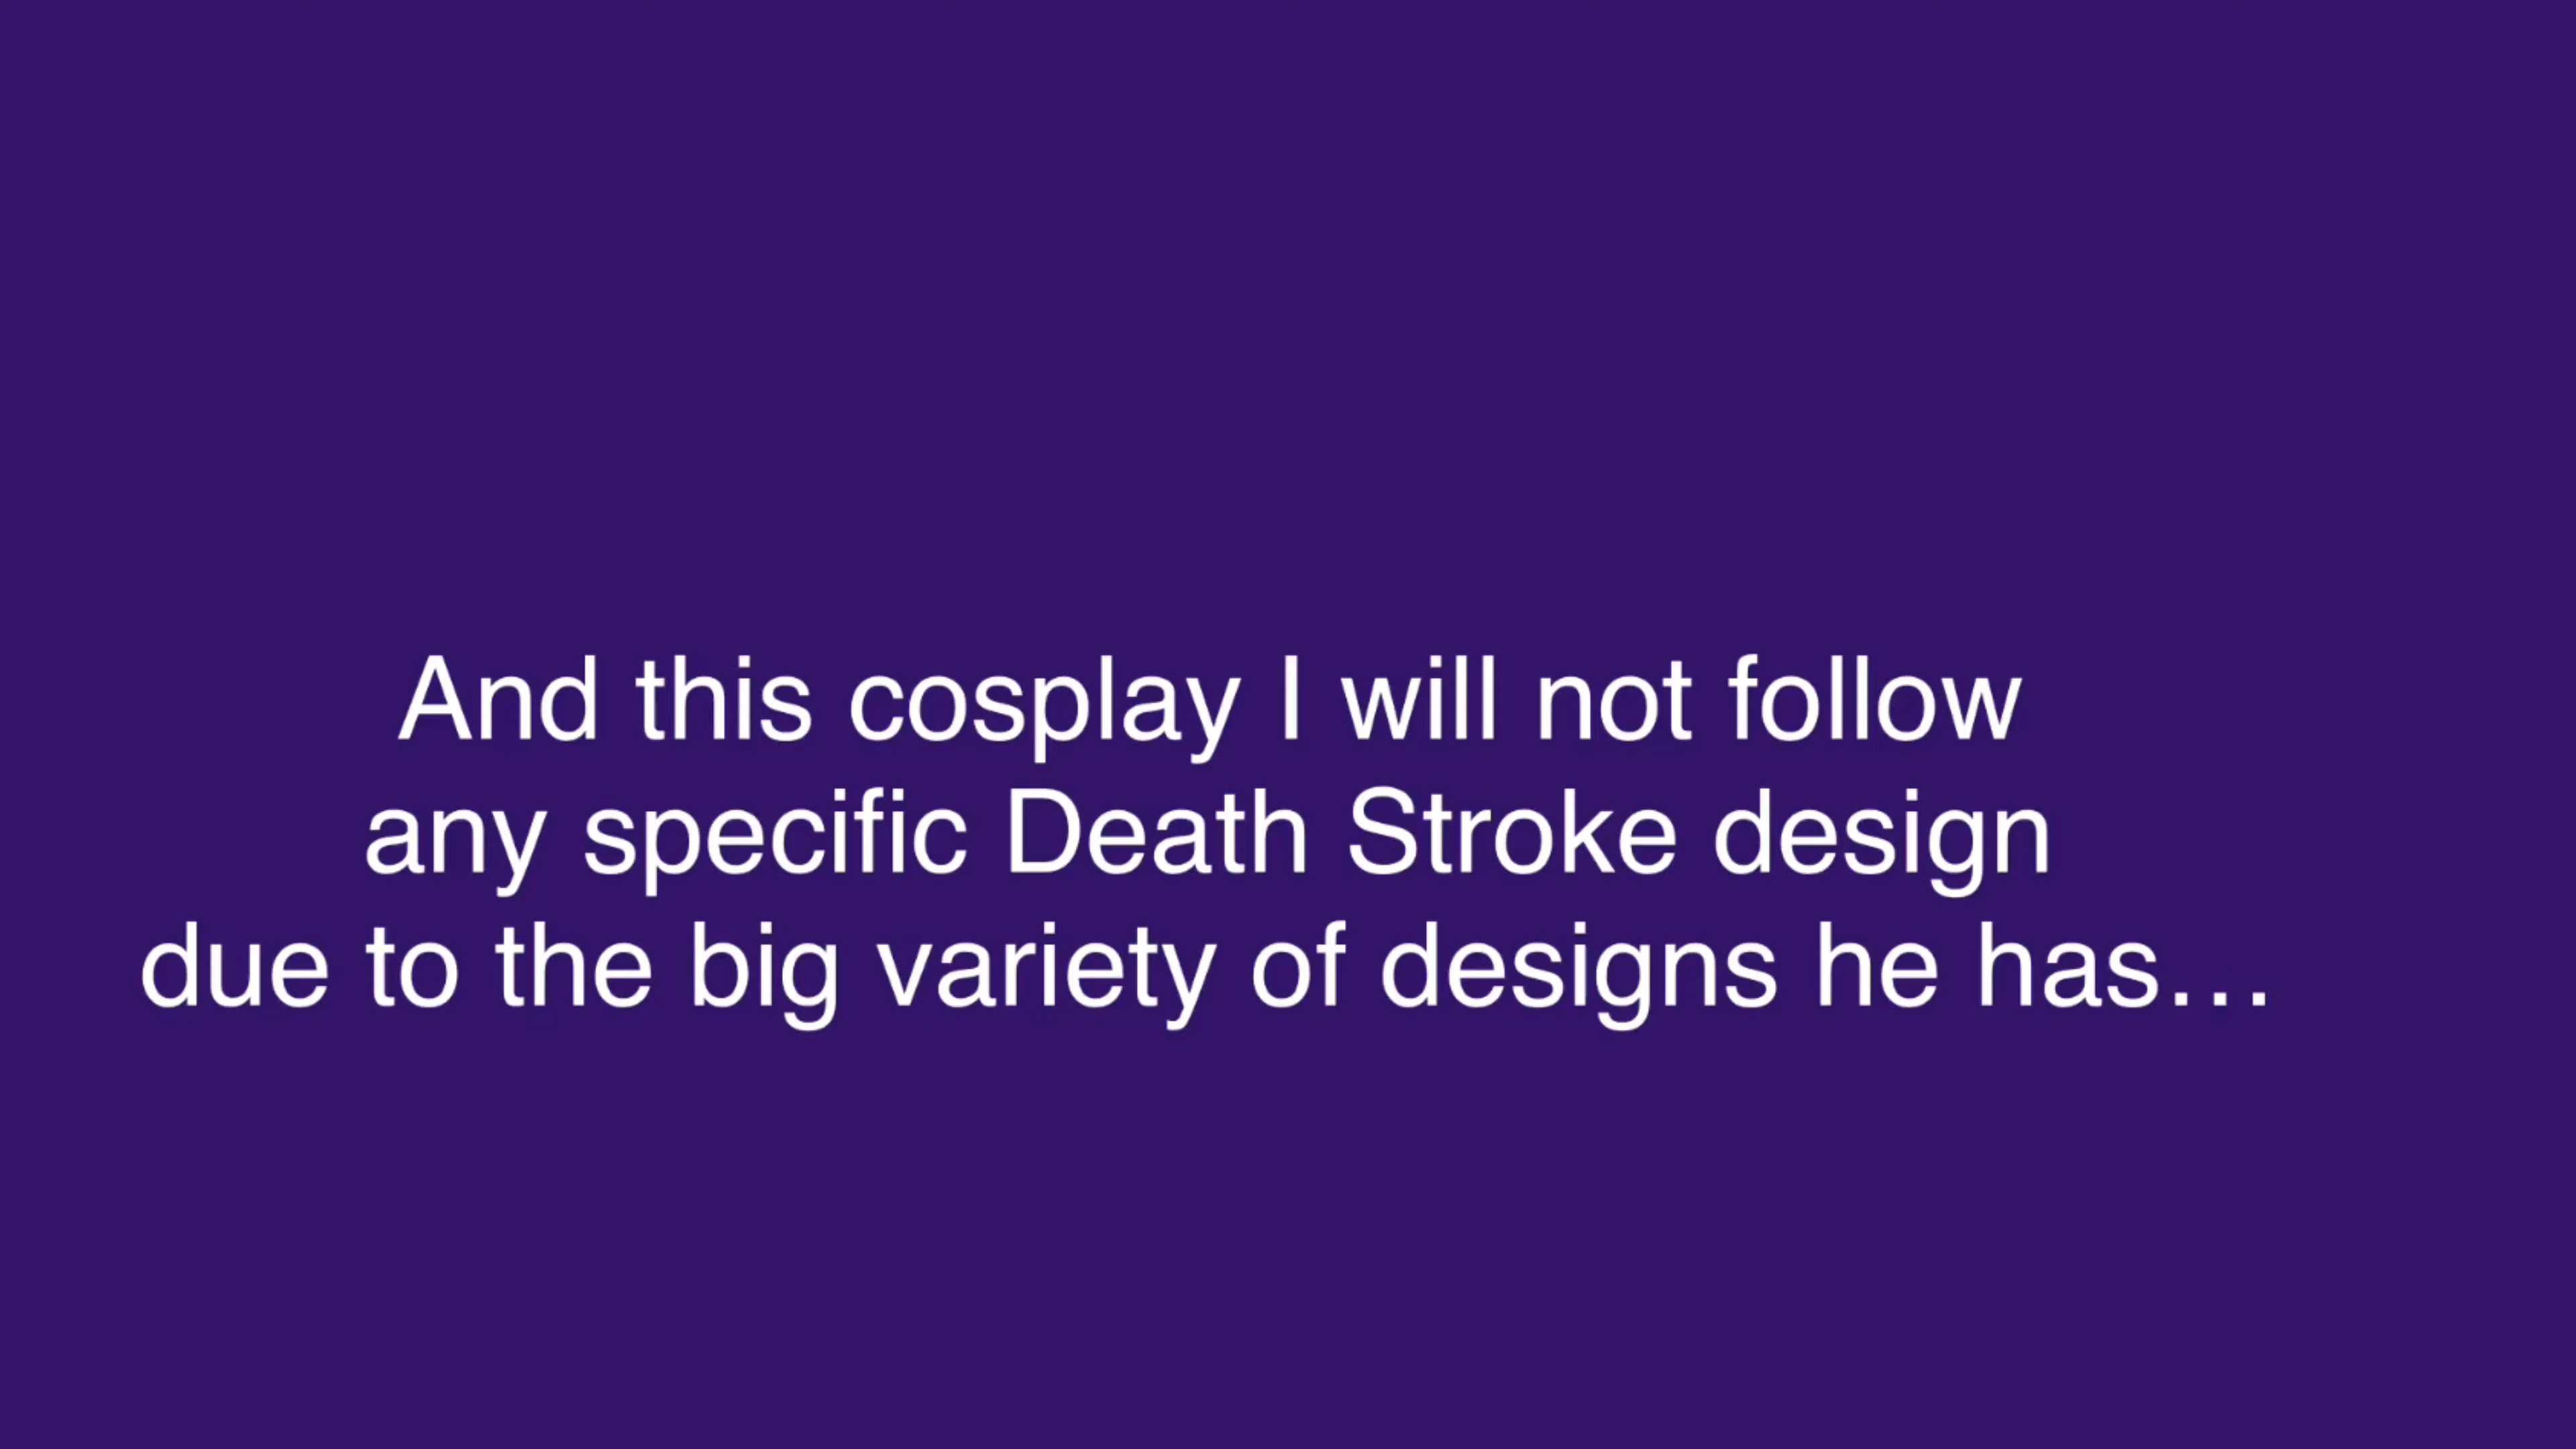 And this cosplay I will not follow
any specific Death Stroke design
due to the big variety of designs he has...